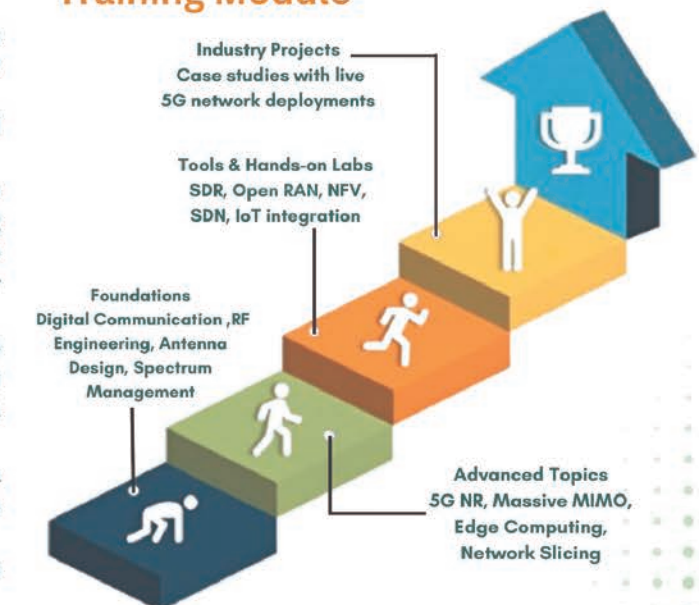 Training Module
Industry Projects
Case studies with live
5G network deployments
Tools & Hands-on Labs
SDR, Open RAN, NFV,
SDN, IoT integration
Foundations
Digital Communication ,RF
Engineering, Antenna
Design, Spectrum
Management
Advanced Topics
5G NR, Massive MIMO,
Edge Computing,
Network Slicing